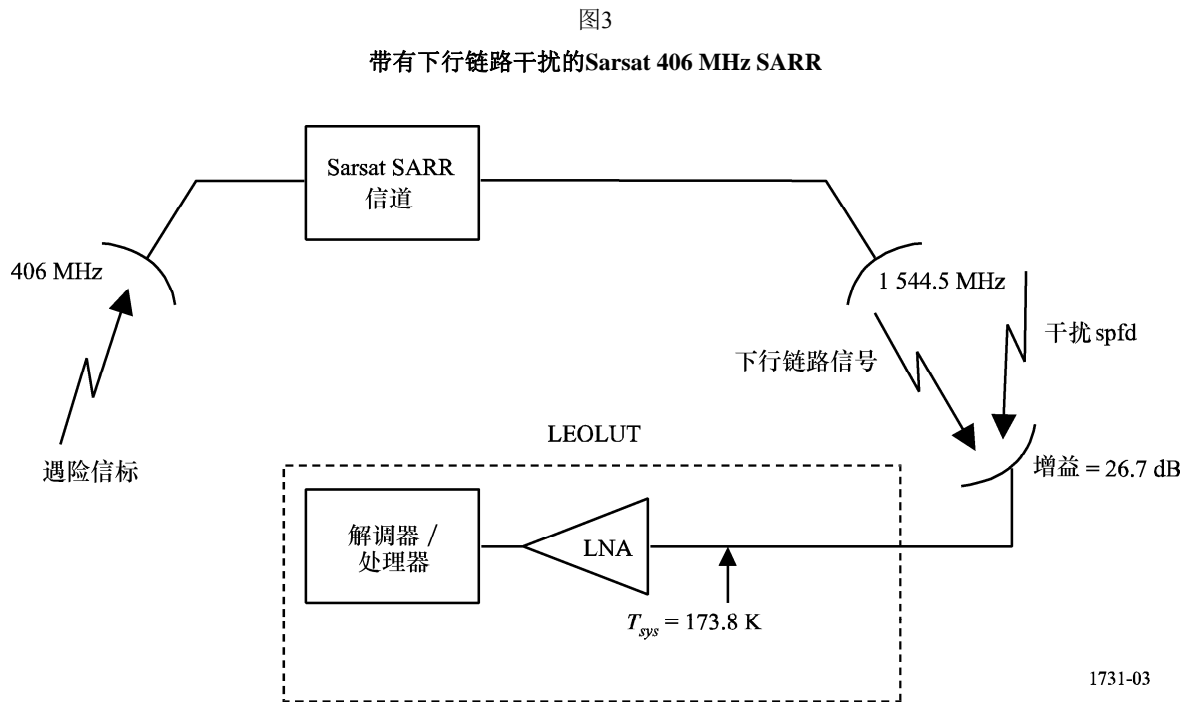 图3
带有下行链路干扰的Sarsat 406 MHz SARR
Sarsat SARR
信道
406 MHz
1 544.5 MHz
干扰 spfd
下行链路信号
遇险信标
LEOLUT
增益 = 26.7 dB
解调器 /
处理器
LNA
Tsys = 173.8 K
1731-03